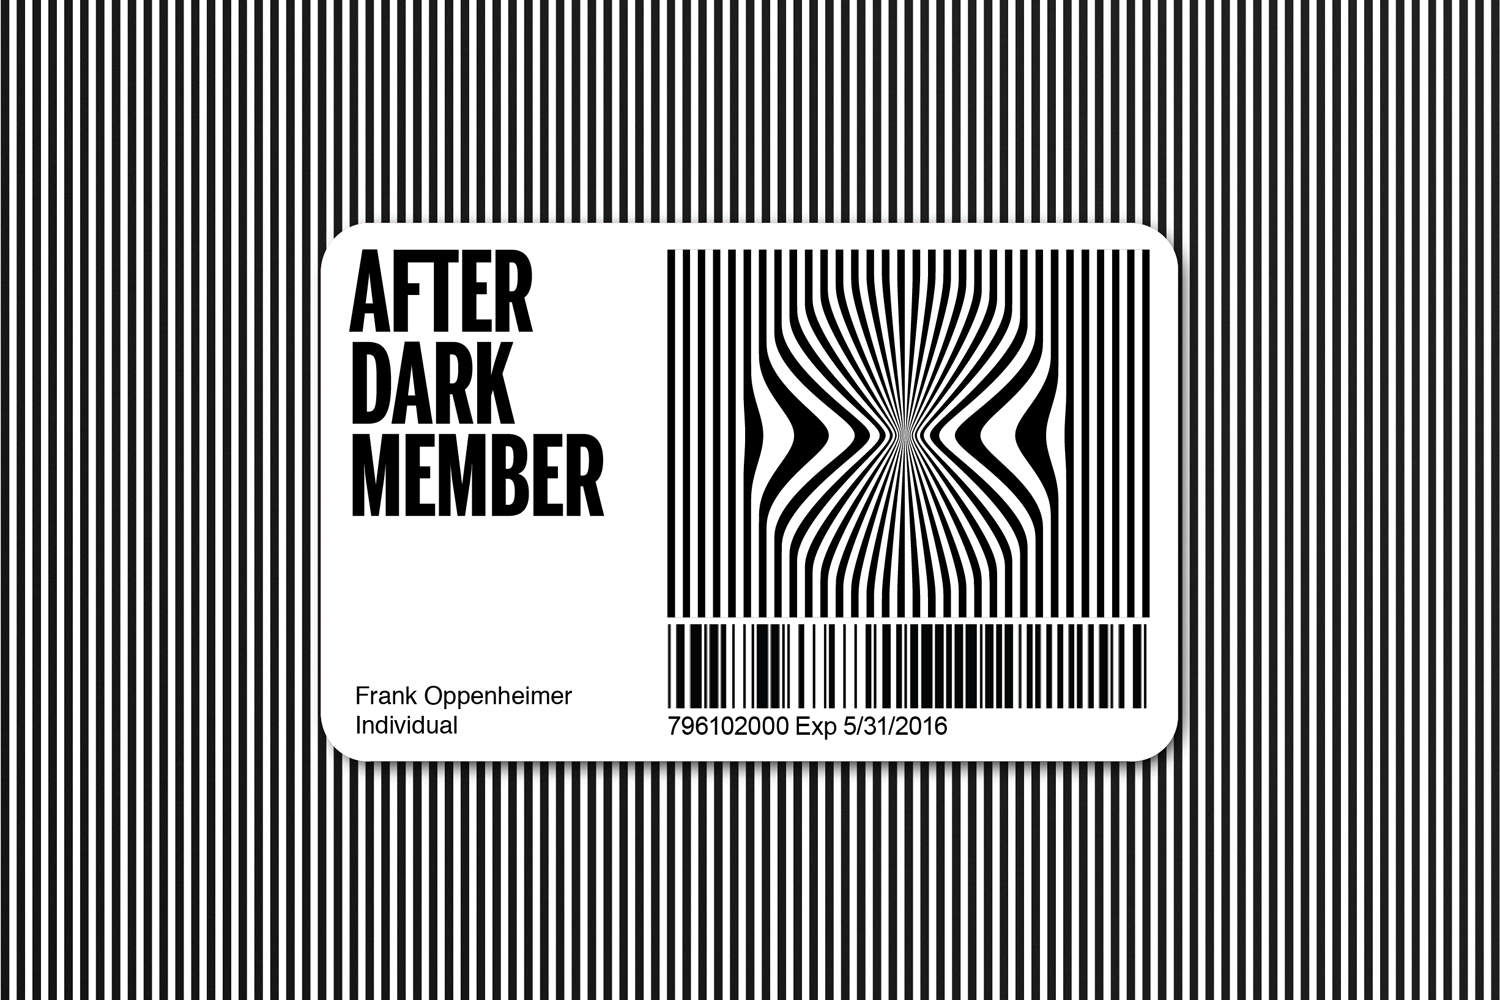 AFTER
DARK
MEMBER
Frank Oppenheimer
Individual
796102000 Exp 5/31/2016